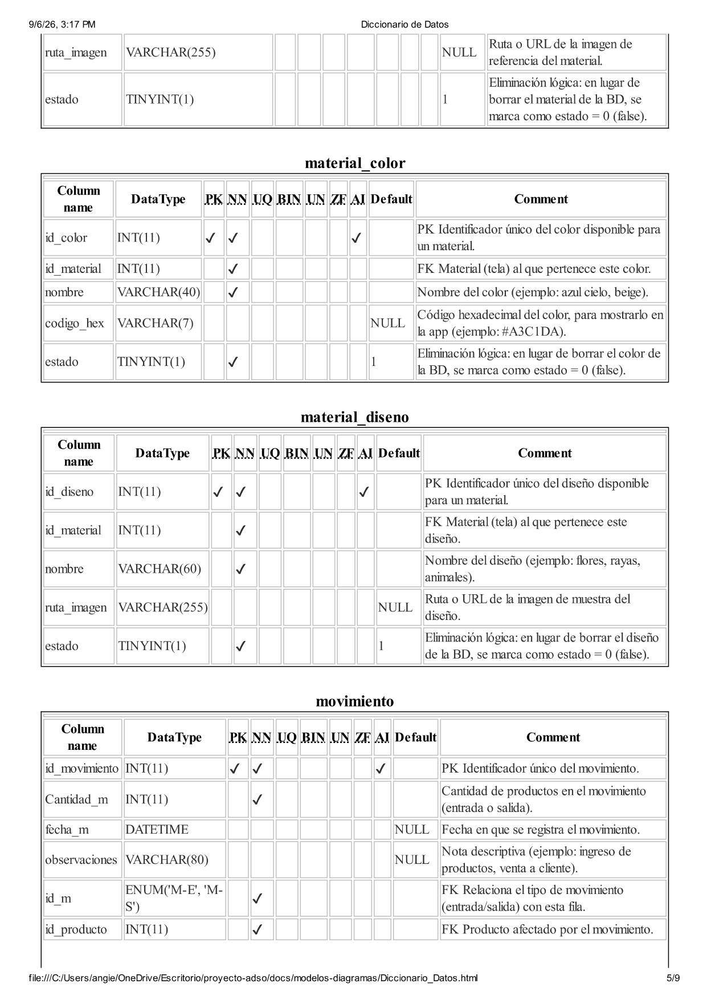 9/6/26, 3:17 PM Diccionario de Datos
ruta_imagen VARCHAR(255) NULL Ruta o URL de la imagen de
referencia del material.
estado TINYINT(1) 1 Eliminación lógica: en lugar de
borrar el material de la BD, se
marca como estado = 0 (false).
material_color
Column
name DataType PK NN UQ BIN UN ZF AI Default Comment
id_color INT(11) ✓ ✓ ✓ PK Identificador único del color disponible para
un material.
id_material INT(11) ✓ FK Material (tela) al que pertenece este color.
nombre VARCHAR(40) ✓ Nombre del color (ejemplo: azul cielo, beige).
codigo_hex VARCHAR(7) NULL Código hexadecimal del color, para mostrarlo en
la app (ejemplo: #A3C1DA).
estado TINYINT(1) ✓ 1 Eliminación lógica: en lugar de borrar el color de
la BD, se marca como estado = 0 (false).
material_diseno
Column
name DataType PK NN UQ BIN UN ZF AI Default Comment
id_diseno INT(11) ✓ ✓ ✓ PK Identificador único del diseño disponible
para un material.
id_material INT(11) ✓ FK Material (tela) al que pertenece este
diseño.
nombre VARCHAR(60) ✓ Nombre del diseño (ejemplo: flores, rayas,
animales).
ruta_imagen VARCHAR(255) NULL Ruta o URL de la imagen de muestra del
diseño.
estado TINYINT(1) ✓ 1 Eliminación lógica: en lugar de borrar el diseño
de la BD, se marca como estado = 0 (false).
movimiento
Column
name DataType PK NN UQ BIN UN ZF AI Default Comment
id_movimiento INT(11) ✓ ✓ ✓ PK Identificador único del movimiento.
Cantidad_m INT(11) ✓ Cantidad de productos en el movimiento
(entrada o salida).
fecha_m DATETIME NULL Fecha en que se registra el movimiento.
observaciones VARCHAR(80) NULL Nota descriptiva (ejemplo: ingreso de
productos, venta a cliente).
id_m ENUM('M-E', 'M-
S') ✓ FK Relaciona el tipo de movimiento
(entrada/salida) con esta fila.
id_producto INT(11) ✓ FK Producto afectado por el movimiento.
file:///C:/Users/angie/OneDrive/Escritorio/proyecto-adso/docs/modelos-diagramas/Diccionario_Datos.html 5/9